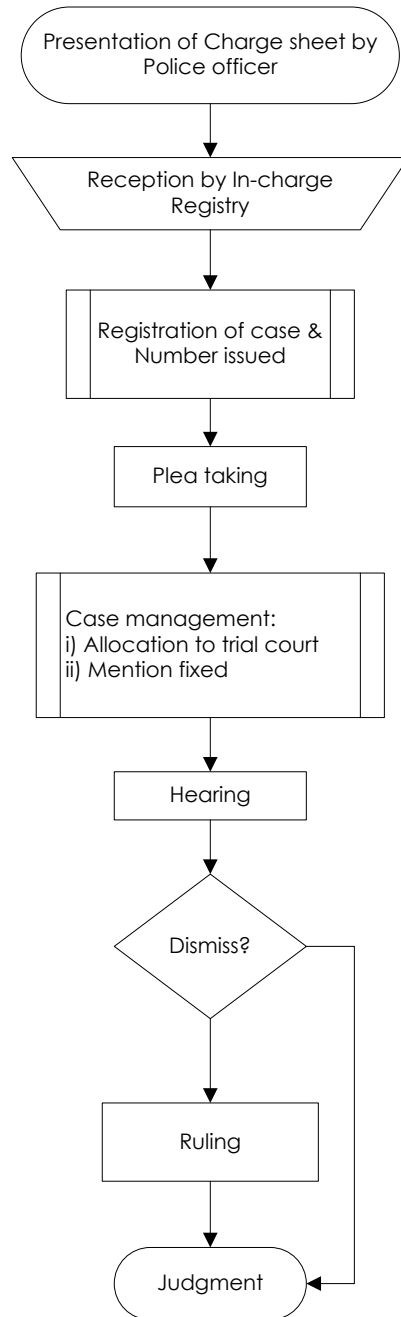 Presentation of Charge sheet by
Police officer
Reception by In-charge
Registry
Registration of case &
Number issued
Plea taking
Case management:
i) Allocation to trial court
ii) Mention fixed
Hearing
Dismiss?
Ruling
Judgment